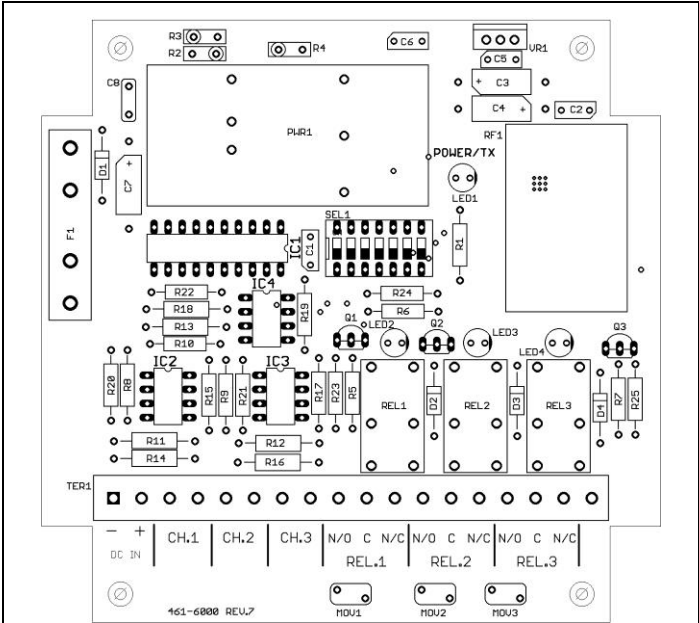 R3
R2
R4
C6
VR1
C5
C8
C3
C4
C2
PWR1
RF1
POWER/TX
D1
LED1
C7
F1
SEL1
IC1
C1
R1
R22
IC4
R24
R18
R19
R6
R13
Q1
LED2
Q2
LED3
Q3
R10
LED4
IC2
IC3
R20
R8
R15
R9
R21
R17
R23
R5
REL1
D2
REL2
D3
REL3
D4
R7
R25
R11
R12
R14
R16
TER1
− +
DC IN
CH.1 CH.2 CH.3
N/O C N/C N/O C N/C N/O C N/C
REL.1 REL.2 REL.3
461-6000 REV.7
MOV1 MOV2 MOV3